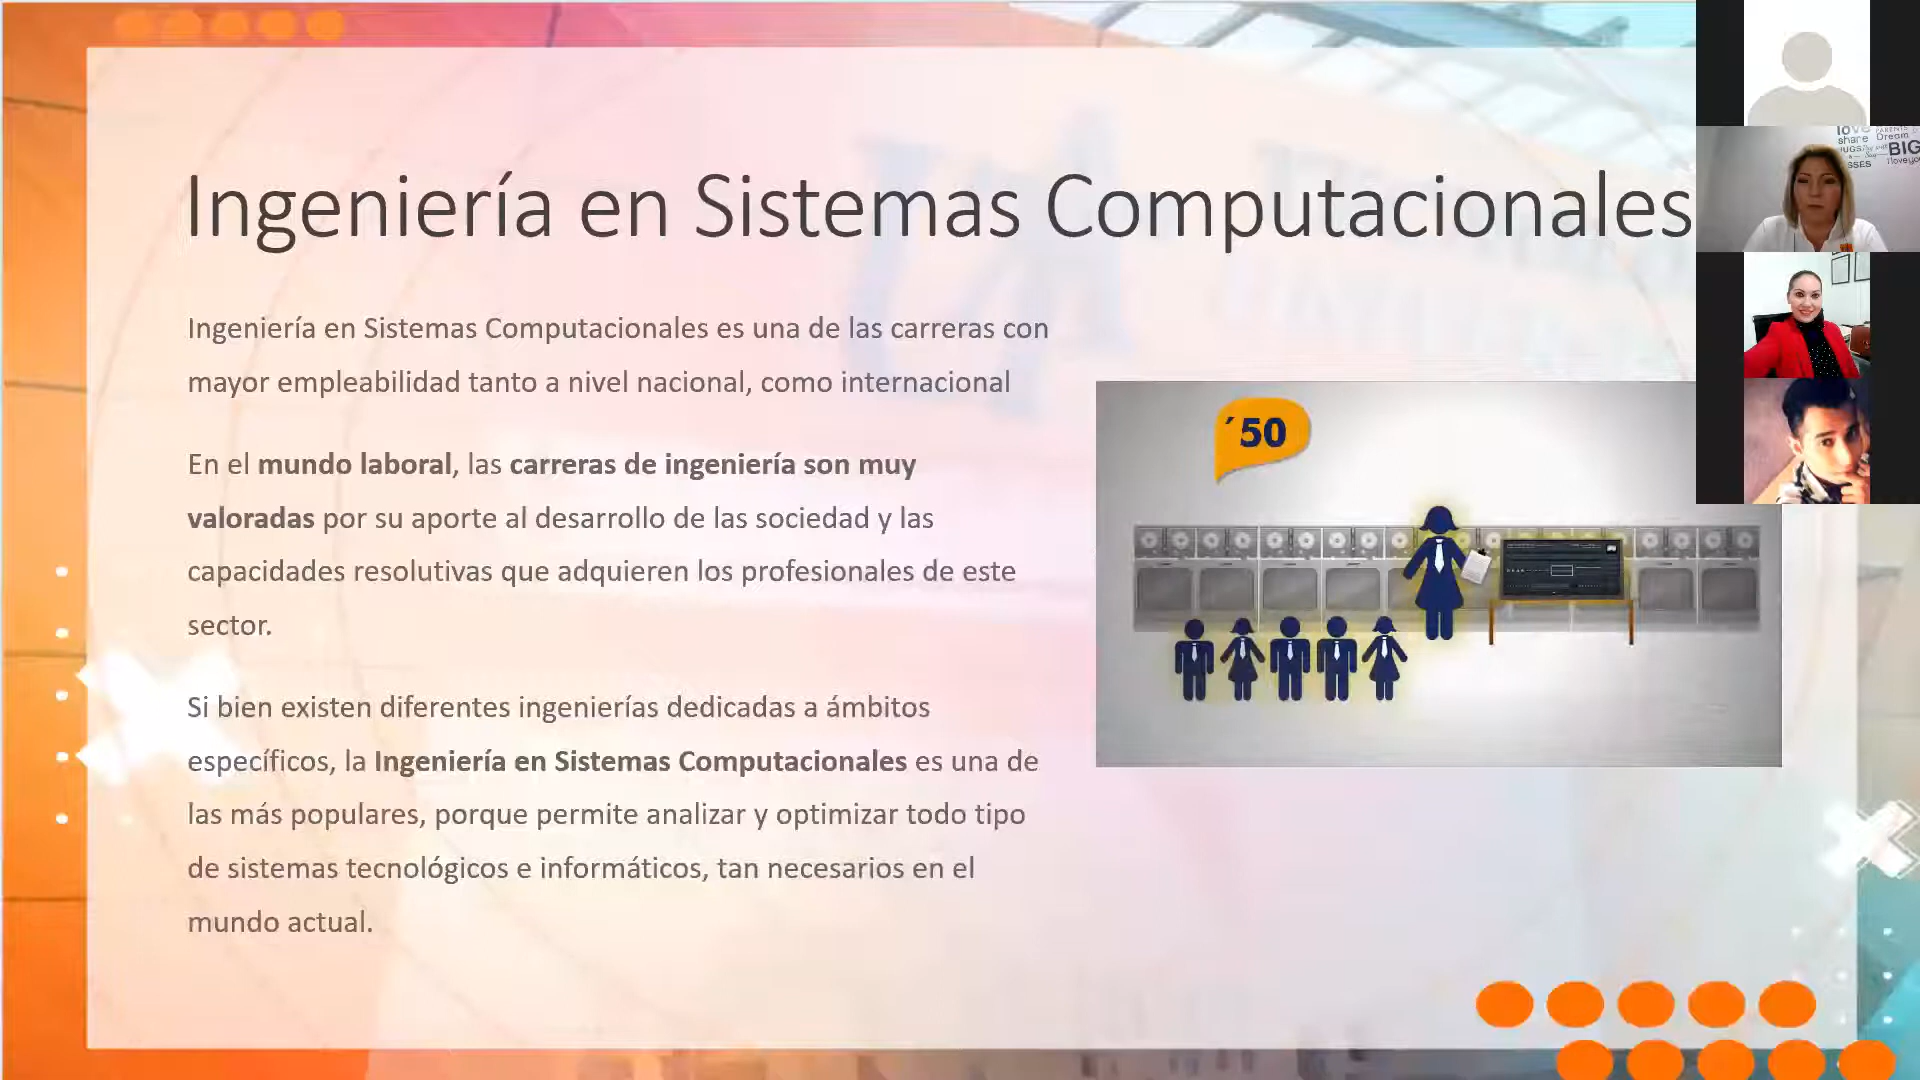 Ingeniería en Sistemas Computacionales
Ingeniería en Sistemas Computacionales es una de las carreras con
mayor empleabilidad tanto a nivel nacional, como internacional
En el mundo laboral, las carreras de ingeniería son muy
valoradas por su aporte al desarrollo de las sociedad y las
capacidades resolutivas que adquieren los profesionales de este
sector.
Si bien existen diferentes ingenierías dedicadas a ámbitos
específicos, la Ingeniería en Sistemas Computacionales es una de
las más populares, porque permite analizar y optimizar todo tipo
de sistemas tecnológicos e informáticos, tan necesarios en el
mundo actual.
´50
love
share
Dream
BIG